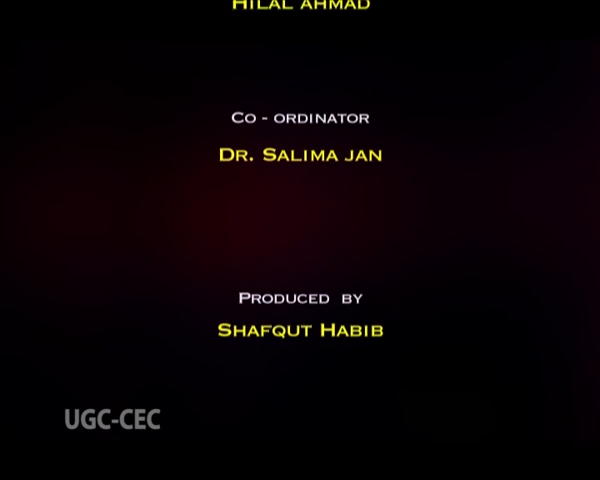 HILAL AHMAD
CO - ORDINATOR
DR. SALIMA JAN
PRODUCED BY
SHAFQUT HABIB
UGC-CEC